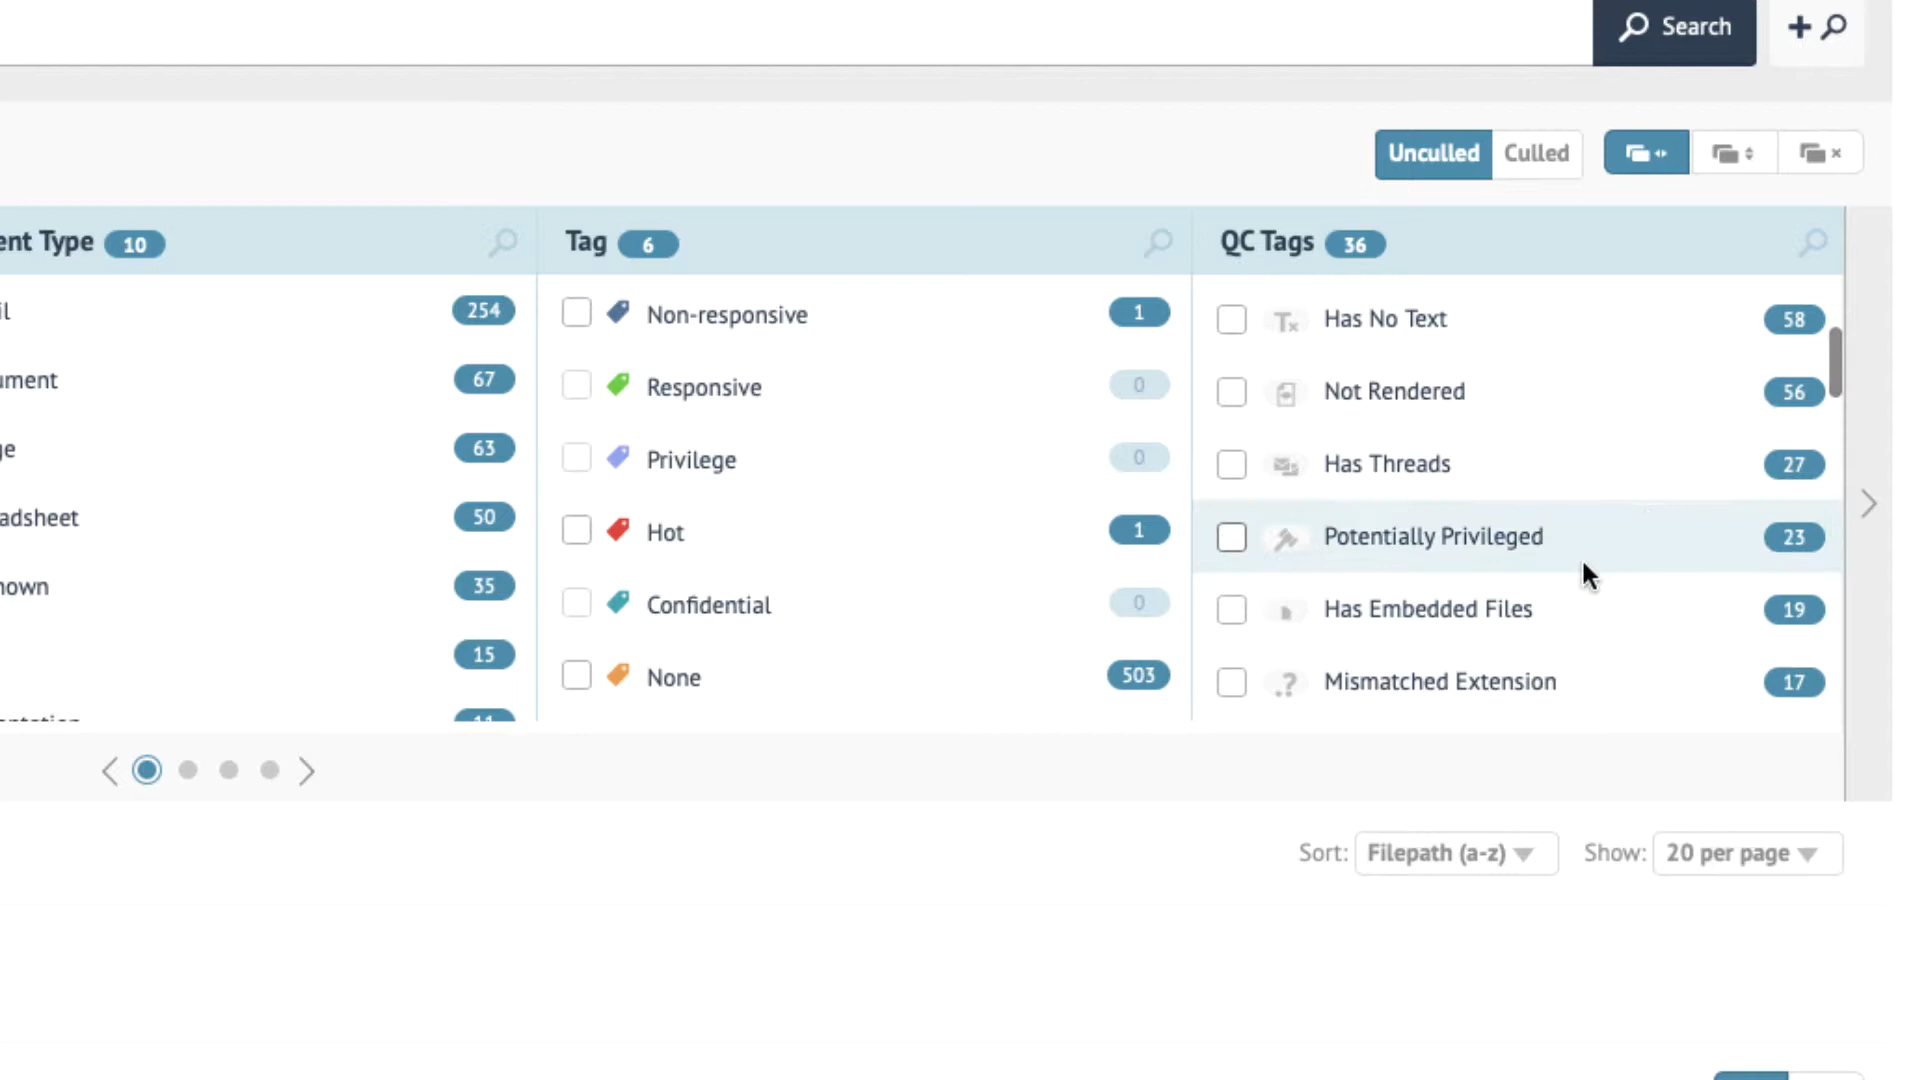 Search
Uncculled Culled
ent Type 10
il 254
ument 67
ge 63
adsheet 50
nown 35
15
11
Tag 6
Non-responsive 1
Responsive 0
Privilege 0
Hot 1
Confidential 0
None 503
QC Tags 36
Has No Text 58
Not Rendered 56
Has Threads 27
Potentially Privileged 23
Has Embedded Files 19
Mismatched Extension 17
Sort: Filepath (a-z) Show: 20 per page